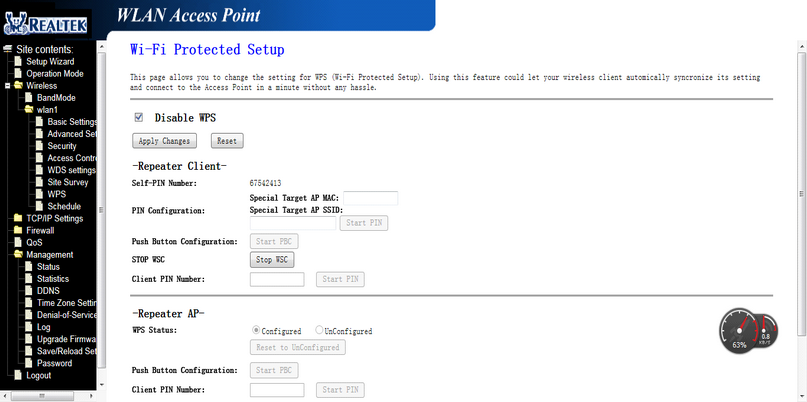 REALTEK
WLAN Access Point
Site contents:
Setup Wizard
Operation Mode
Wireless
BandMode
wlan1
Basic Settings
Advanced Set
Security
Access Contro
WDS settings
Site Survey
WPS
Schedule
TCP/IP Settings
Firewall
QoS
Management
Status
Statistics
DDNS
Time Zone Settin
Denial-of-Service
Log
Upgrade Firmwa
Save/Reload Set
Password
Logout
Wi-Fi Protected Setup
This page allows you to change the setting for WPS (Wi-Fi Protected Setup). Using this feature could let your wireless client automically syncronize its setting
and connect to the Access Point in a minute without any hassle.
Disable WPS
Apply Changes Reset
-Repeater Client-
Self-PIN Number: 67542413
Special Target AP MAC:
PIN Configuration: Special Target AP SSID:
Start PIN
Push Button Configuration: Start PBC
STOP WSC Stop WSC
Client PIN Number: Start PIN
-Repeater AP-
WPS Status: Configured UnConfigured
Reset to UnConfigured
Push Button Configuration: Start PBC
Client PIN Number: Start PIN
63%
0.8